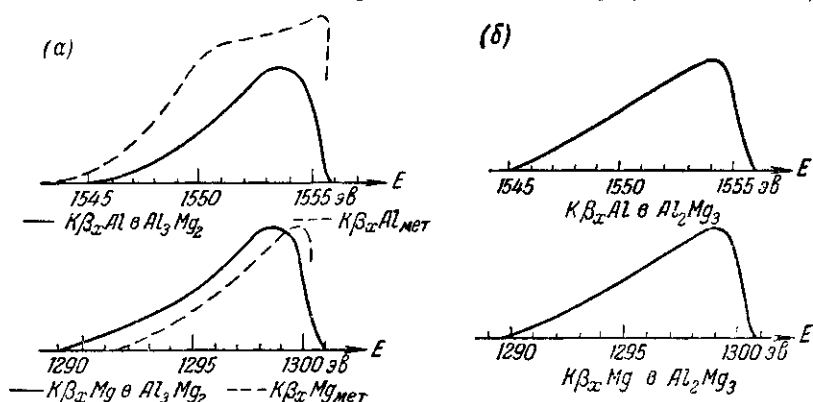 (а)
E
1545 1550 1555 эв
— Kβₓ Al в Al₃Mg₂ --- Kβₓ Alмет
E
1290 1295 1300 эв
— Kβₓ Mg в Al₃Mg₂ --- Kβₓ Mgмет
(б)
E
1545 1550 1555 эв
Kβₓ Al в Al₂Mg₃
E
1290 1295 1300 эв
Kβₓ Mg в Al₂Mg₃